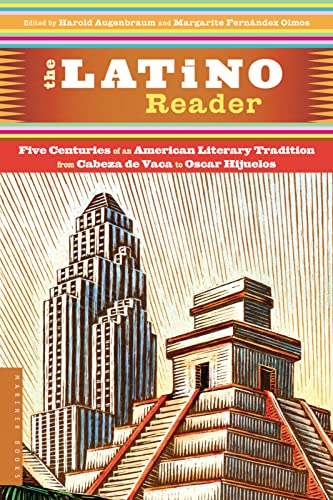 Edited by Harold Augenbraum and Margarite Fernández Olmos
the LATiNO
Reader
Five Centuries of an American Literary Tradition
from Cabeza de Vaca to Oscar Hijuelos
MARINER BOOKS